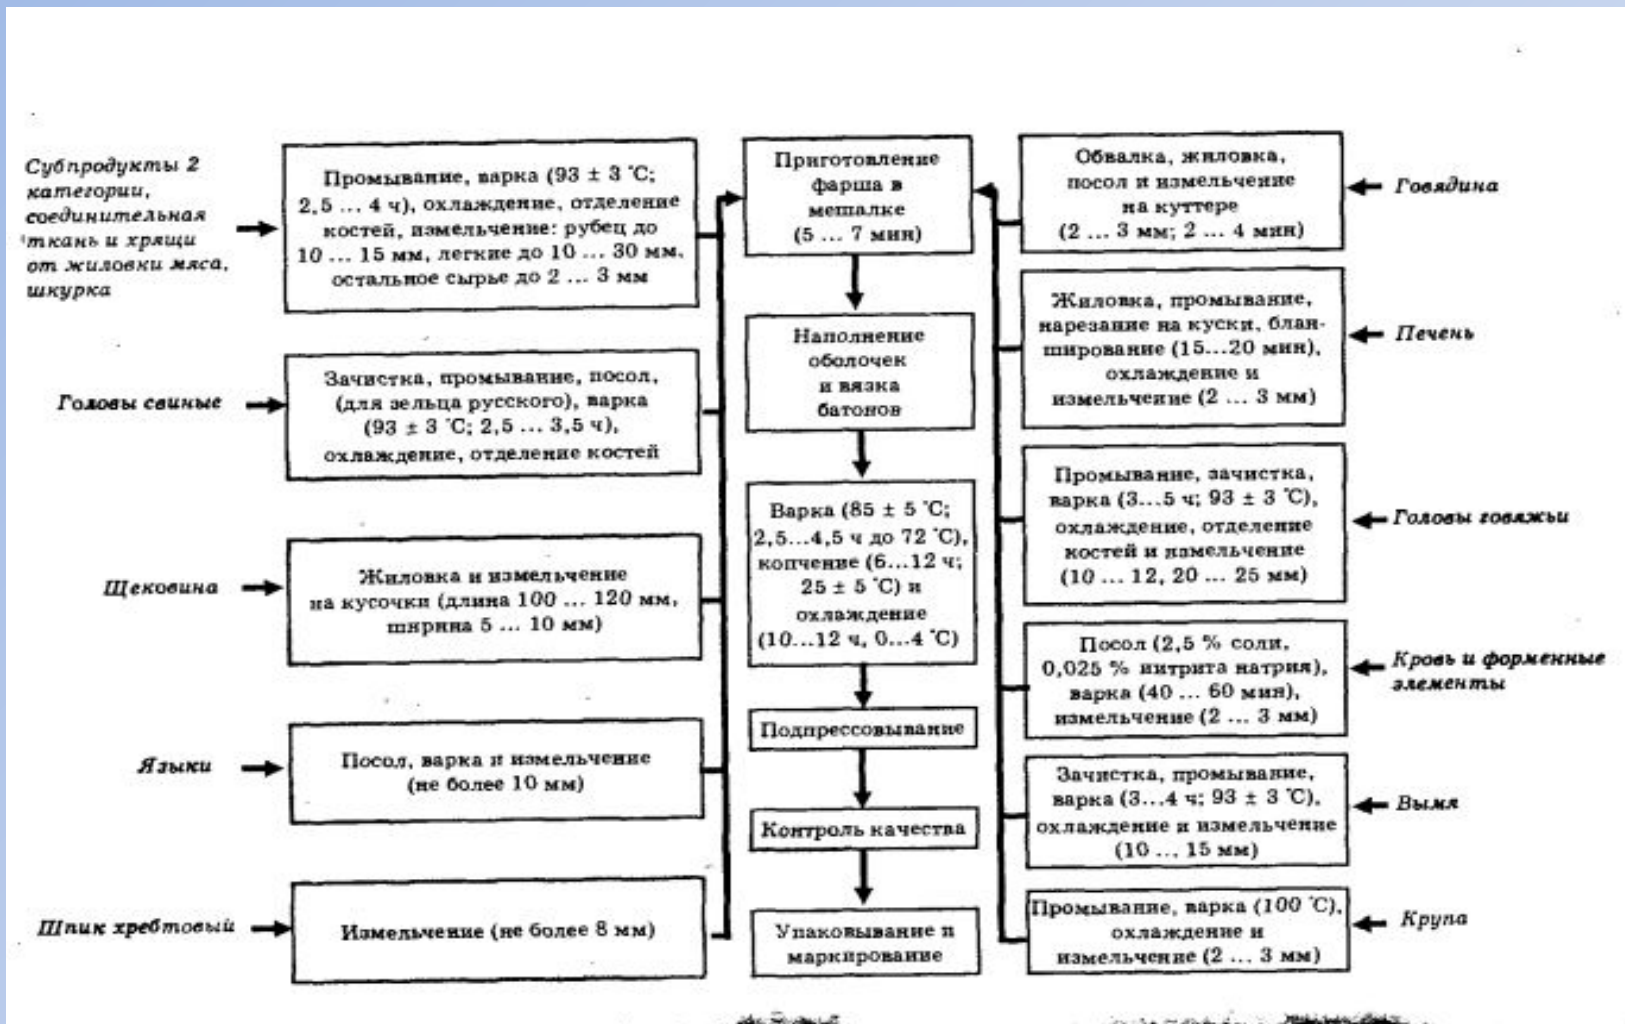 Субпродукты 2
категории,
соединительная
ткань и хрящи
от жиловки мяса,
шкурка
Промывание, варка (93 ± 3 °С;
2,5 ... 4 ч), охлаждение, отделение
костей, измельчение: рубец до
10 ... 15 мм, легкие до 10 ... 30 мм,
остальное сырье до 2 ... 3 мм
Головы свиные
Зачистка, промывание, посол,
(для зельца русского), варка
(93 ± 3 °С; 2,5 ... 3,5 ч),
охлаждение, отделение костей
Щековина
Жиловка и измельчение
на кусочки (длина 100 ... 120 мм,
ширина 5 ... 10 мм)
Языки
Посол, варка и измельчение
(не более 10 мм)
Шпик хребтовый
Измельчение (не более 8 мм)
Приготовление
фарша в
мешалке
(5 ... 7 мин)
Наполнение
оболочек
и вязка
батонов
Варка (85 ± 5 °С;
2,5...4,5 ч до 72 °С),
копчение (6...12 ч;
25 ± 5 °С) и
охлаждение
(10...12 ч, 0...4 °С)
Подпрессовывание
Контроль качества
Упаковывание и
маркирование
Обвалка, жиловка,
посол и измельчение
на куттере
(2 ... 3 мм; 2 ... 4 мин)
Говядина
Жиловка, промывание,
нарезание на куски, блан-
ширование (15...20 мин),
охлаждение и
измельчение (2 ... 3 мм)
Печень
Промывание, зачистка,
варка (3...5 ч; 93 ± 3 °С),
охлаждение, отделение
костей и измельчение
(10 ... 12, 20 ... 25 мм)
Головы говяжьи
Посол (2,5 % соли,
0,025 % нитрита натрия),
варка (40 ... 60 мин),
измельчение (2 ... 3 мм)
Кровь и форменные
элементы
Зачистка, промывание,
варка (3...4 ч; 93 ± 3 °С),
охлаждение и измельчение
(10 ... 15 мм)
Вымя
Промывание, варка (100 °С),
охлаждение и
измельчение (2 ... 3 мм)
Крупа